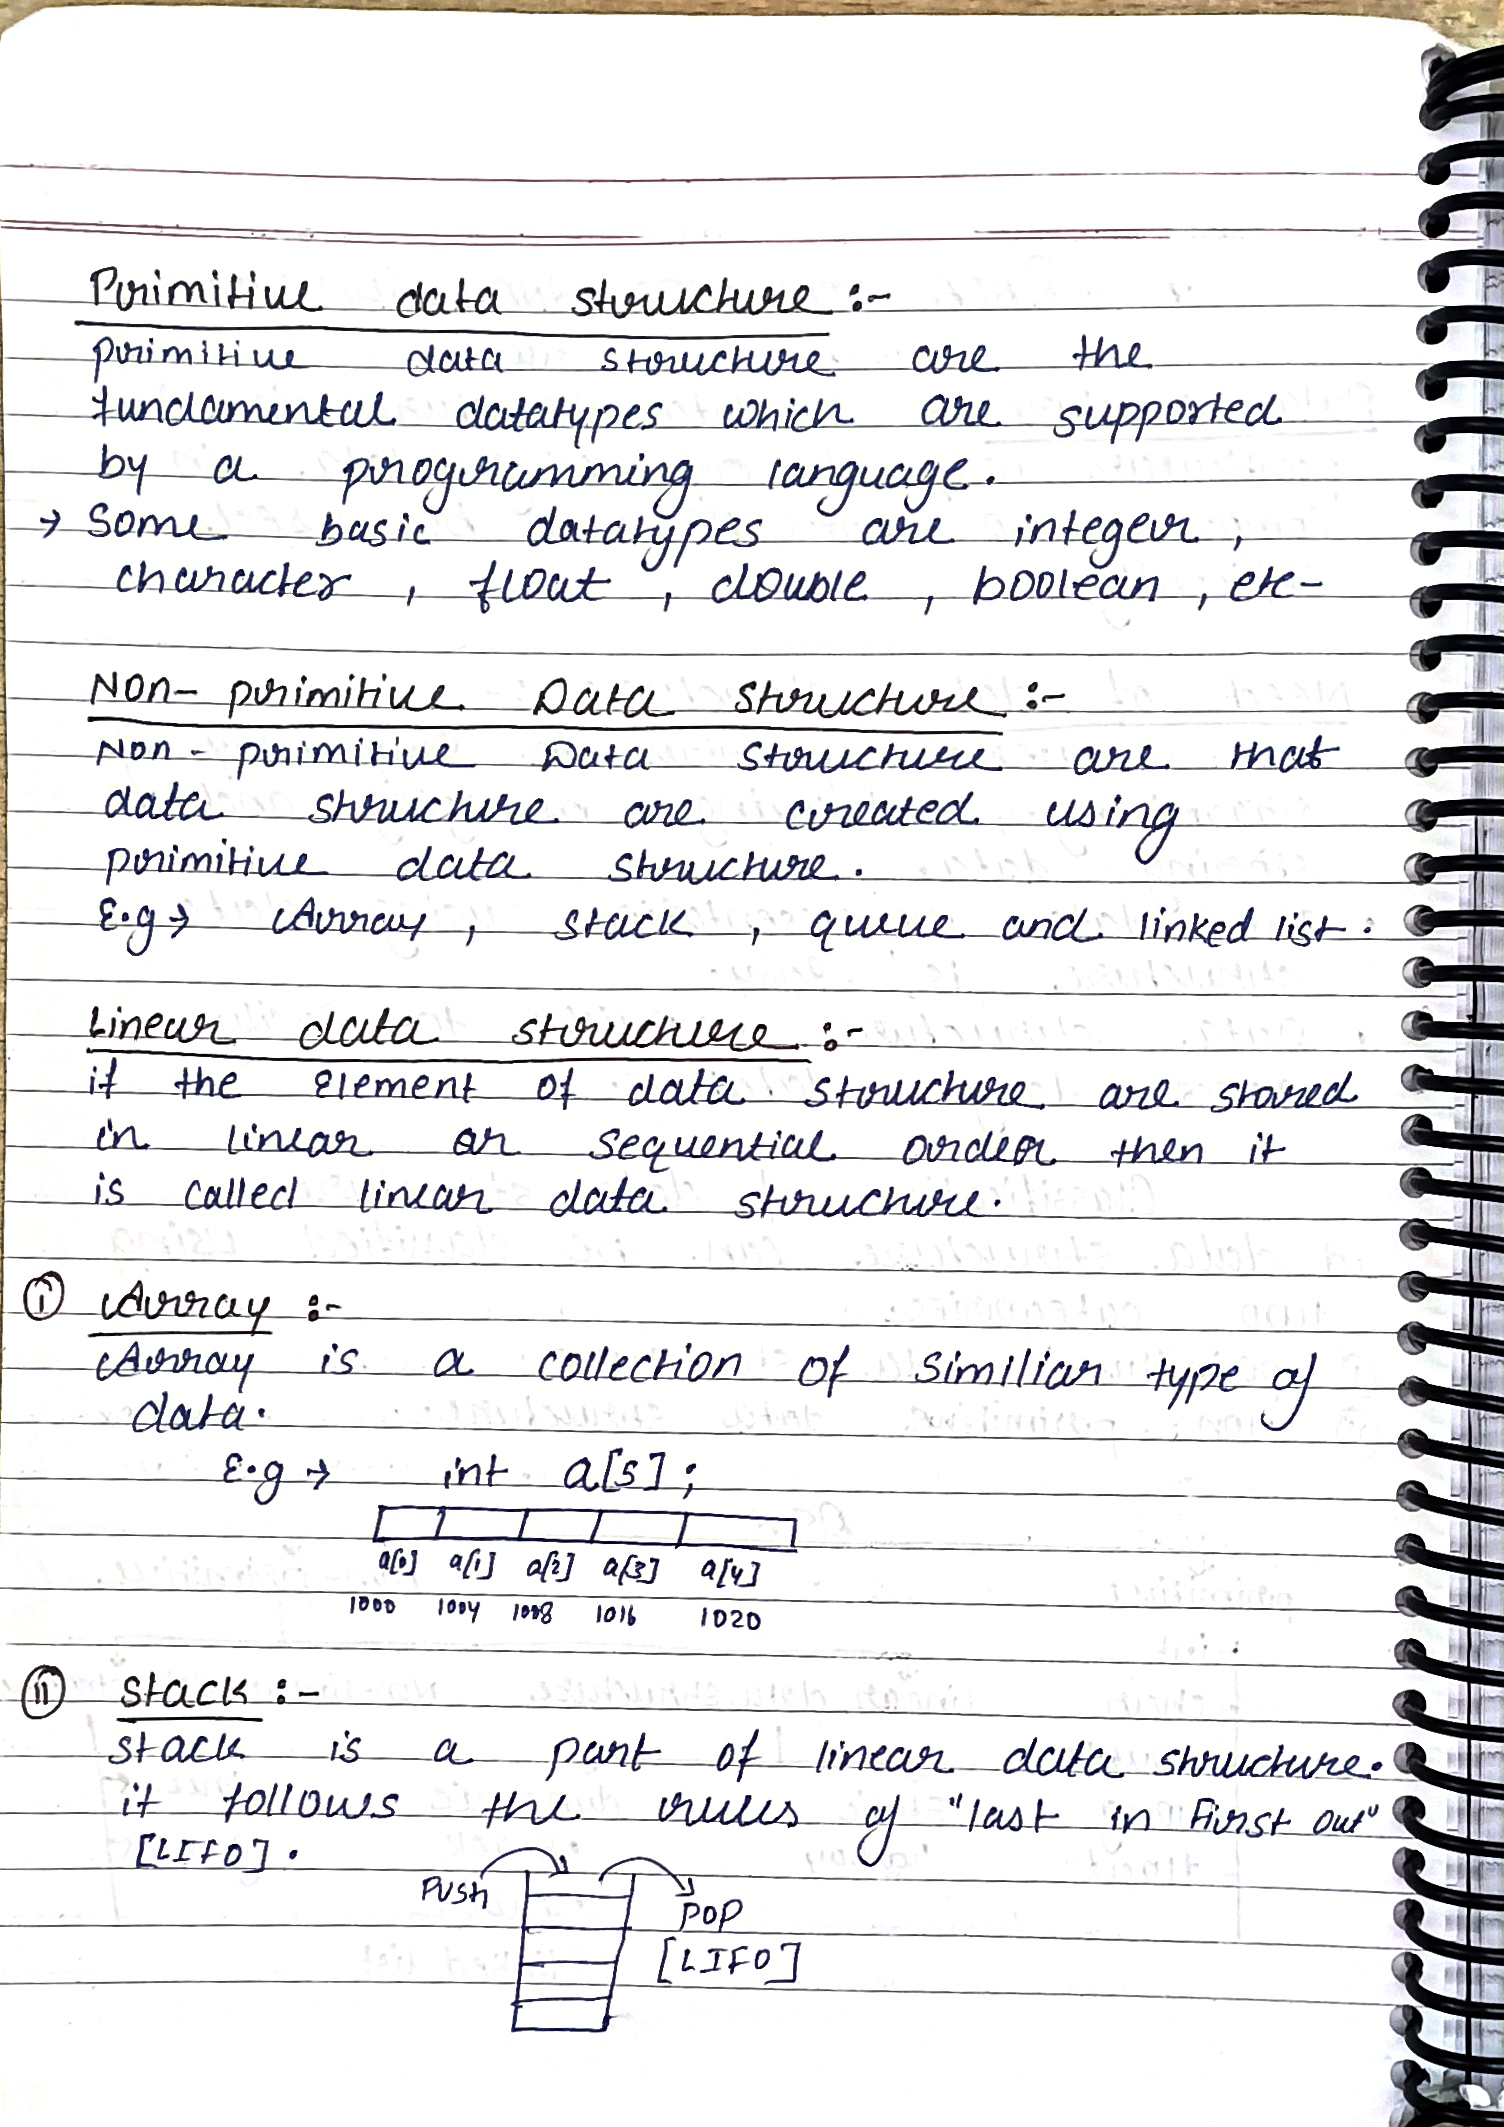 Primitive data structure :-
primitive data structure are the
fundamental datatypes which are supported
by a programming language.
→ Some basic datatypes are integer,
character, float, double, boolean, etc-
Non-primitive Data structure :-
Non-primitive Data structure are that
data structure are created using
primitive data structure.
E.g → Array, stack, queue and linked list.
Linear data structure :-
if the Element of data structure are stored
in linear or sequential order then it
is called linear data structure.
(i) Array :-
Array is a collection of similiar type of
data.
E.g → int a[5];
a[0] a[1] a[2] a[3] a[4]
1000 1004 1008 1016 1020
(ii) Stack :-
Stack is a part of linear data structure.
it follows the rules of "last in First out"
[LIFO].
PUSH
POP
[LIFO]